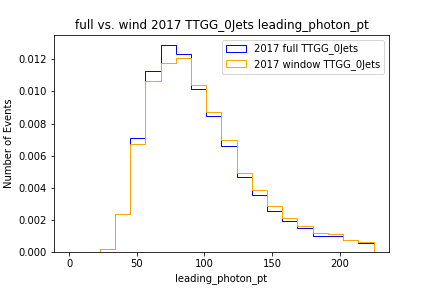 full vs. wind 2017 TTGG_0Jets leading_photon_pt
2017 full TTGG_0Jets
2017 window TTGG_0Jets
Number of Events
0.012
0.010
0.008
0.006
0.004
0.002
0.000
0 50 100 150 200
leading_photon_pt